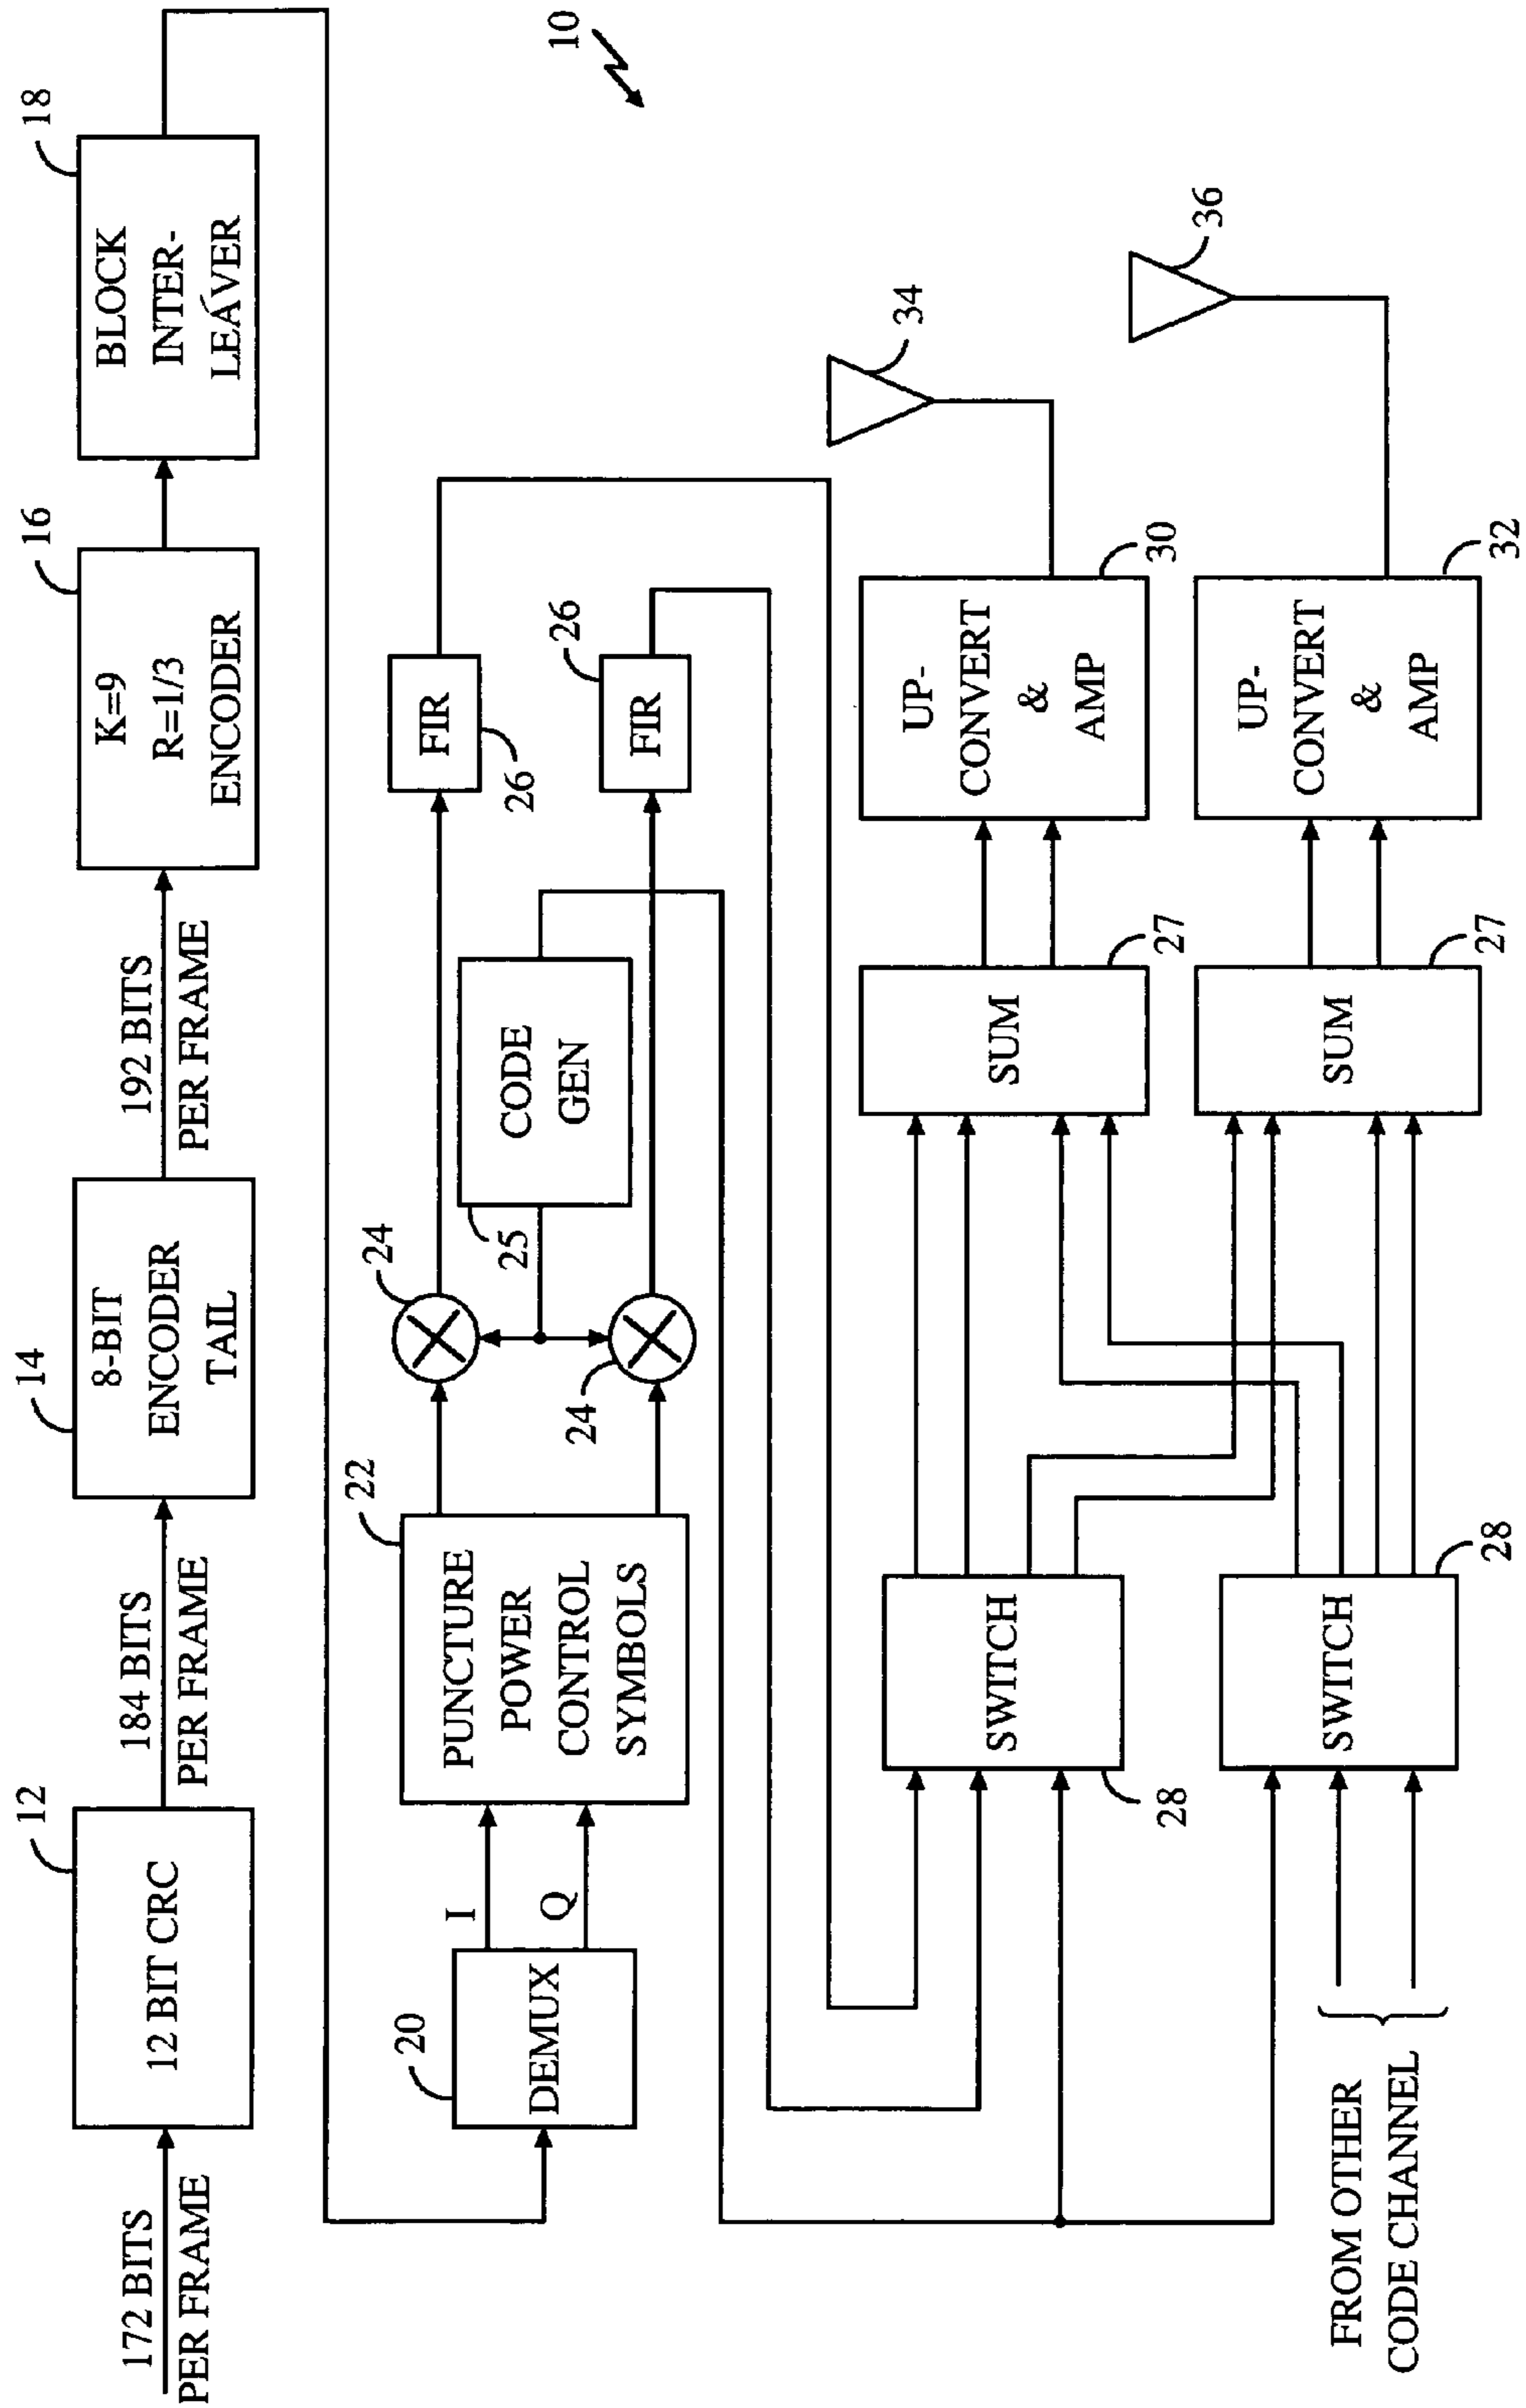 172 BITS
PER FRAME
12
12 BIT CRC
184 BITS
PER FRAME
14
8-BIT
ENCODER
TAIL
192 BITS
PER FRAME
16
K=9
R=1/3
ENCODER
18
BLOCK
INTER-
LEÁVER
10
20
DEMUX
I
Q
22
PUNCTURE
POWER
CONTROL
SYMBOLS
24
24
25
CODE
GEN
FIR
26
26
FIR
SWITCH
28
SUM
27
UP-
CONVERT
&
AMP
30
34
FROM OTHER
CODE CHANNEL
SWITCH
28
SUM
27
UP-
CONVERT
&
AMP
32
36